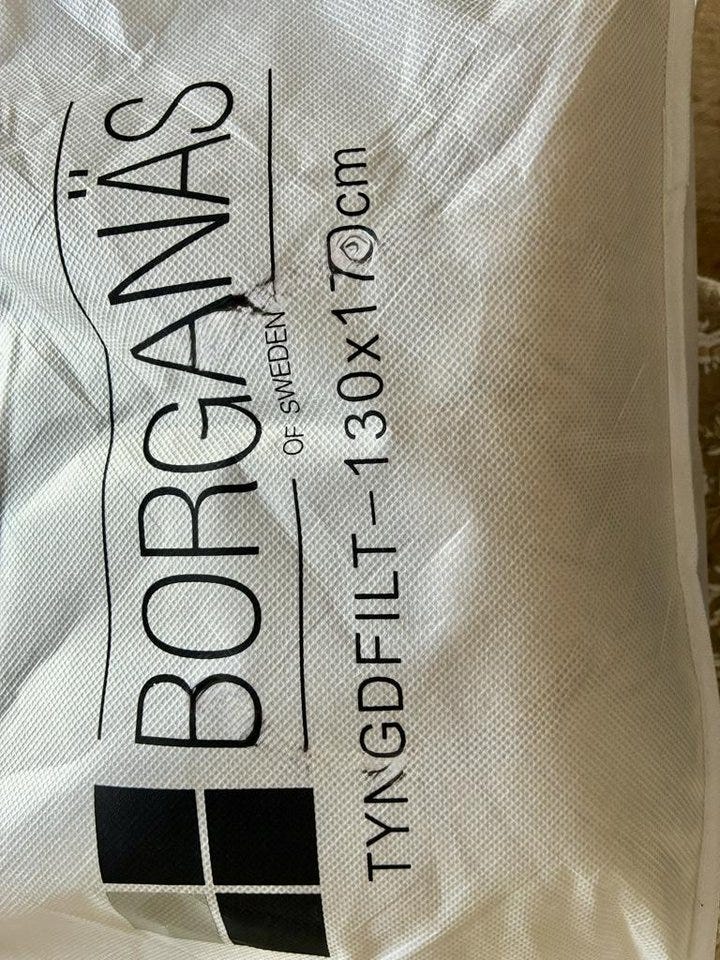 BORGANÄS
OF SWEDEN
TYNGDFILT-130x170cm